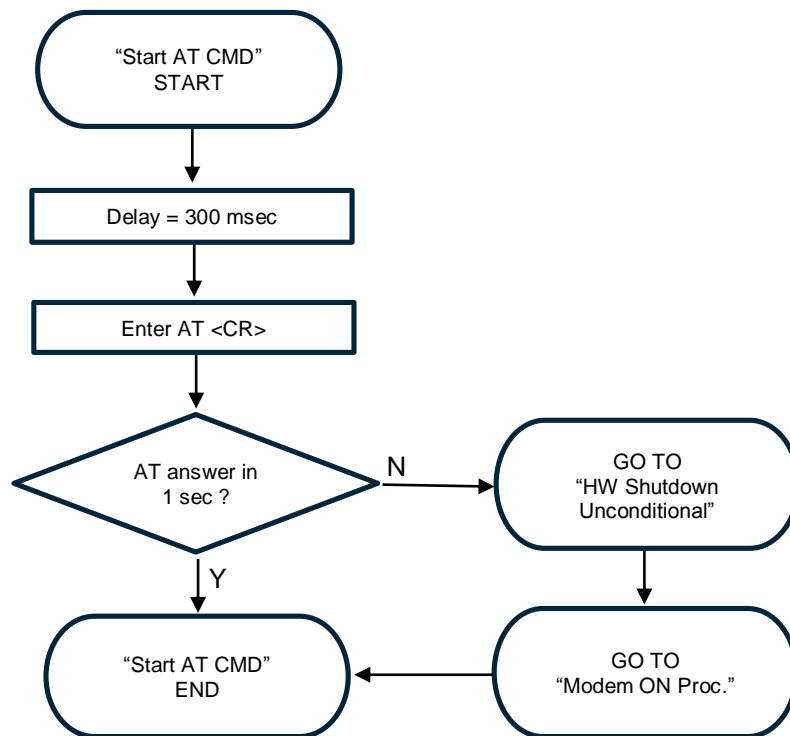 “Start AT CMD”
START
Delay = 300 msec
Enter AT <CR>
AT answer in
1 sec ?
N
GO TO
“HW Shutdown
Unconditional”
Y
“Start AT CMD”
END
GO TO
“Modem ON Proc.”